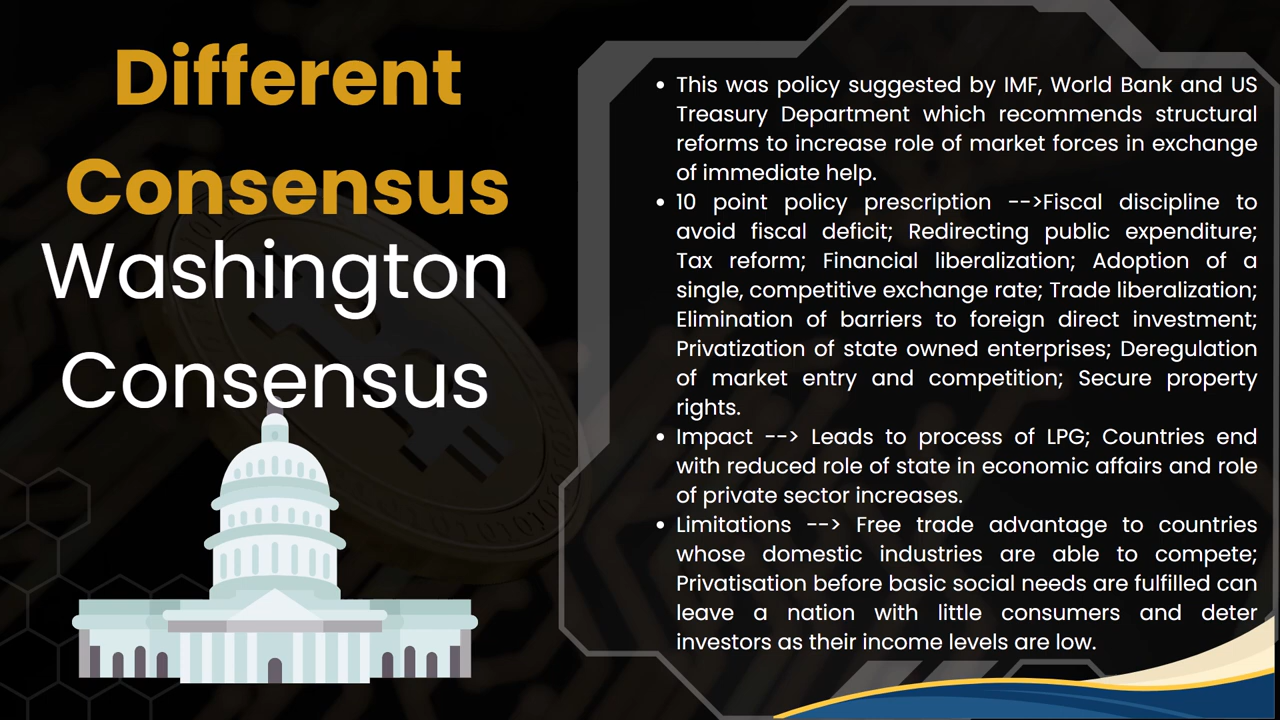 Different
Consensus
Washington
Consensus
• This was policy suggested by IMF, World Bank and US
Treasury Department which recommends structural
reforms to increase role of market forces in exchange
of immediate help.
• 10 point policy prescription -->Fiscal discipline to
avoid fiscal deficit; Redirecting public expenditure;
Tax reform; Financial liberalization; Adoption of a
single, competitive exchange rate; Trade liberalization;
Elimination of barriers to foreign direct investment;
Privatization of state owned enterprises; Deregulation
of market entry and competition; Secure property
rights.
• Impact --> Leads to process of LPG; Countries end
with reduced role of state in economic affairs and role
of private sector increases.
• Limitations --> Free trade advantage to countries
whose domestic industries are able to compete;
Privatisation before basic social needs are fulfilled can
leave a nation with little consumers and deter
investors as their income levels are low.